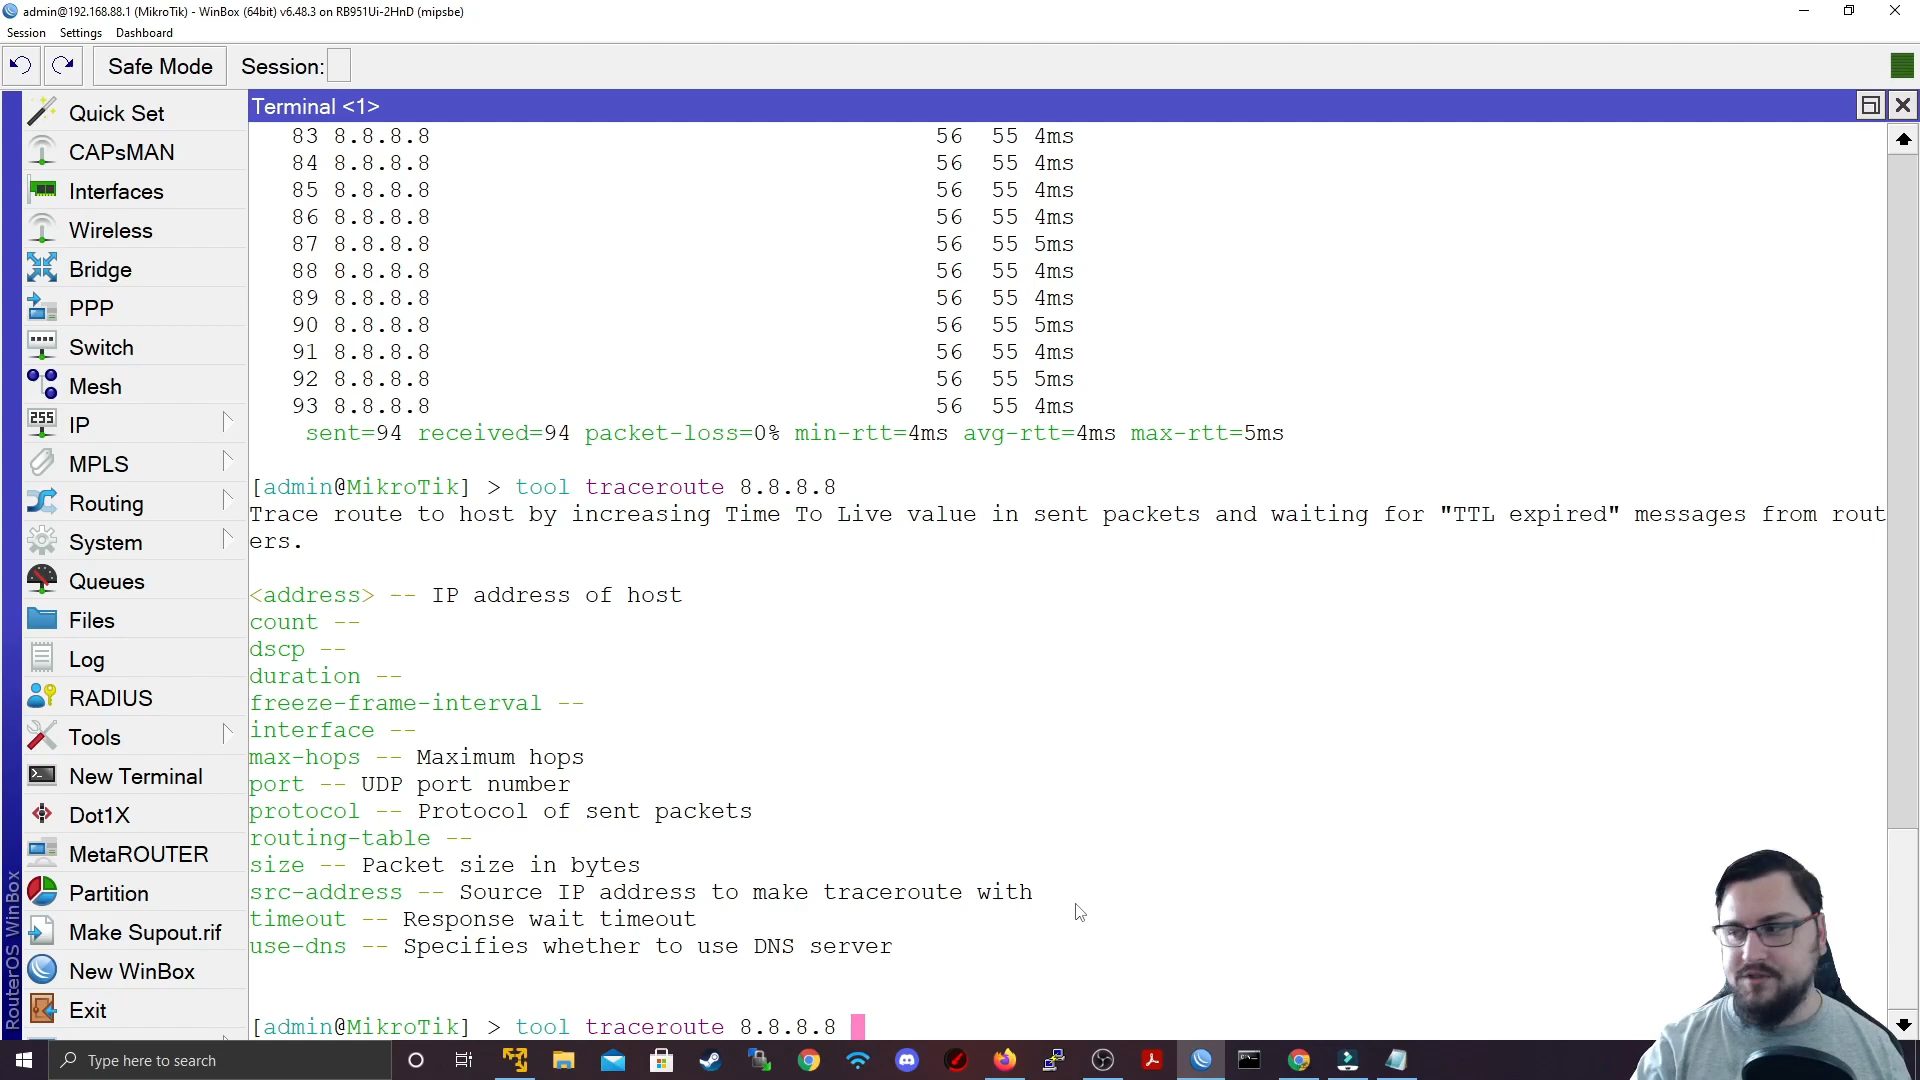 admin@192.168.88.1 (MikroTik) - WinBox (64bit) v6.48.3 on RB951Ui-2HnD (mipsbe)
Session Settings Dashboard
Safe Mode Session:
Terminal <1>
Quick Set
CAPsMAN
Interfaces
Wireless
Bridge
PPP
Switch
Mesh
255 IP
MPLS
Routing
System
Queues
Files
Log
RADIUS
Tools
New Terminal
Dot1X
MetaROUTER
Partition
Make Supout.rif
New WinBox
Exit
RouterOS WinBox
83 8.8.8.8 56 55 4ms
84 8.8.8.8 56 55 4ms
85 8.8.8.8 56 55 4ms
86 8.8.8.8 56 55 4ms
87 8.8.8.8 56 55 5ms
88 8.8.8.8 56 55 4ms
89 8.8.8.8 56 55 4ms
90 8.8.8.8 56 55 5ms
91 8.8.8.8 56 55 4ms
92 8.8.8.8 56 55 5ms
93 8.8.8.8 56 55 4ms
sent=94 received=94 packet-loss=0% min-rtt=4ms avg-rtt=4ms max-rtt=5ms
[admin@MikroTik] > tool traceroute 8.8.8.8
Trace route to host by increasing Time To Live value in sent packets and waiting for "TTL expired" messages from rout
ers.
<address> -- IP address of host
count --
dscp --
duration --
freeze-frame-interval --
interface --
max-hops -- Maximum hops
port -- UDP port number
protocol -- Protocol of sent packets
routing-table --
size -- Packet size in bytes
src-address -- Source IP address to make traceroute with
timeout -- Response wait timeout
use-dns -- Specifies whether to use DNS server
[admin@MikroTik] > tool traceroute 8.8.8.8
Type here to search